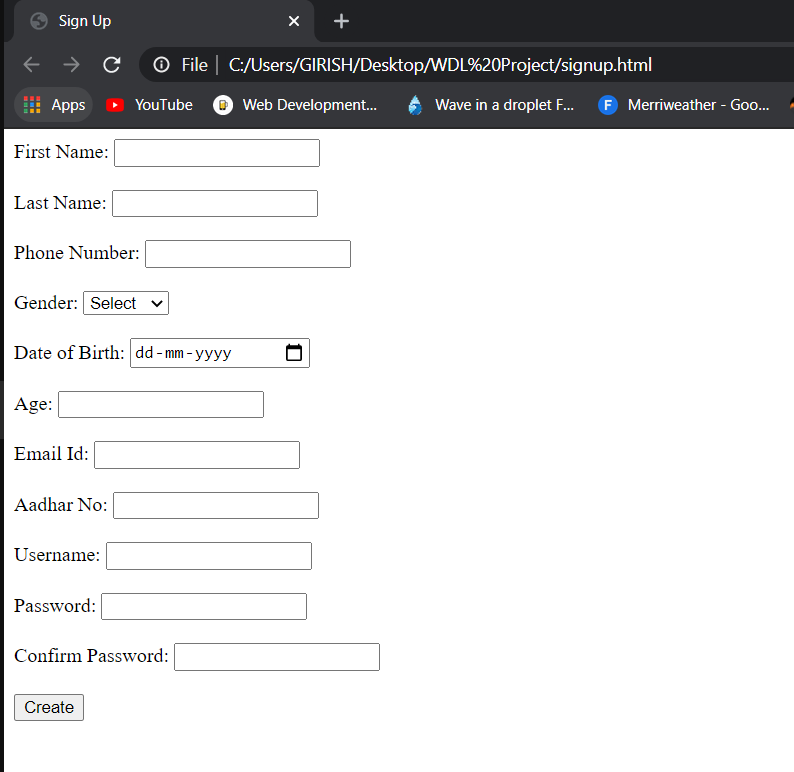 Sign Up
File C:/Users/GIRISH/Desktop/WDL%20Project/signup.html
Apps YouTube Web Development... Wave in a droplet F... F Merriweather - Goo...
First Name:
Last Name:
Phone Number:
Gender: Select
Date of Birth: dd-mm-yyyy
Age:
Email Id:
Aadhar No:
Username:
Password:
Confirm Password:
Create